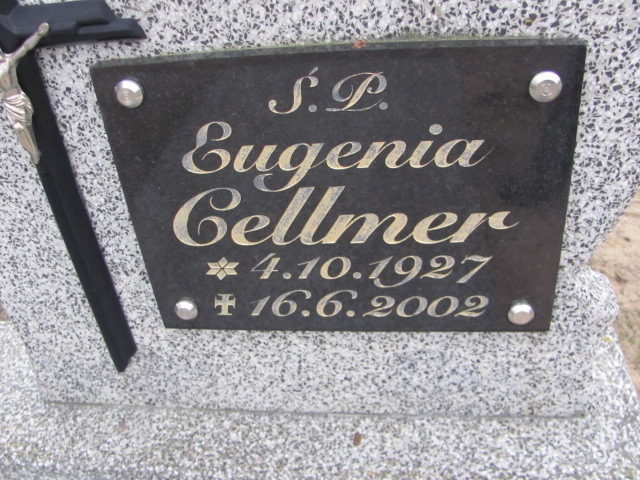 Ś.P.
Eugenia
Cellmer
* 4.10.1927
✝ 16.6.2002